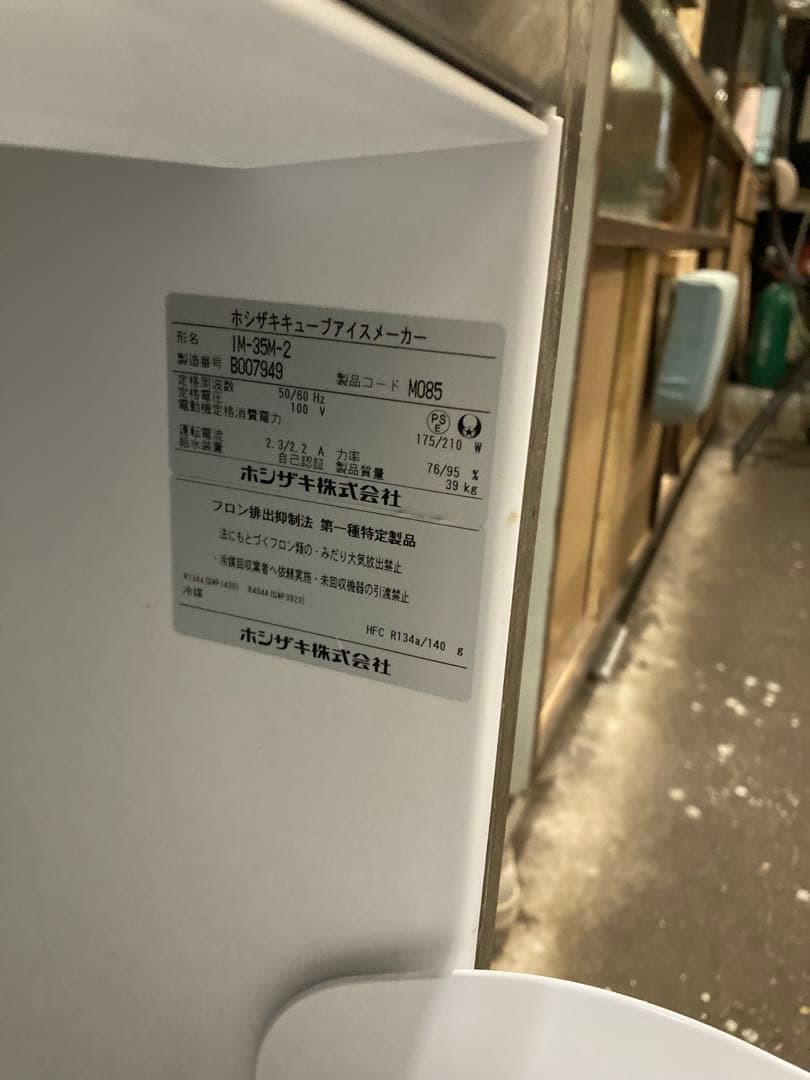 ホシザキキューブアイスメーカー
形名 IM-35M-2
製造番号 B007949 製品コード M085
定格周波数 50/60 Hz
定格電圧 100 V
電動機定格消費電力 175/210 W
PSE
運転電流 2.3/2.2 A 力率 76/95 %
給水装置 自己認証 製品質量 39 kg
ホシザキ株式会社
フロン排出抑制法 第一種特定製品
法にもとづくフロン類の・みだり大気放出禁止
・冷媒回収業者へ依頼実施・未回収機器の引渡禁止
R134a(GWP1430) R404A(GWP3920)
冷媒 HFC R134a/140 g
ホシザキ株式会社